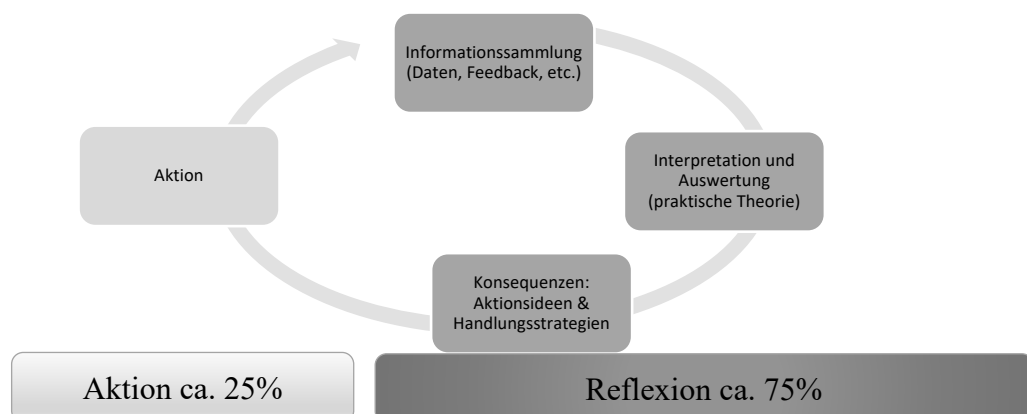 Informationssammlung
(Daten, Feedback, etc.)
Interpretation und
Auswertung
(praktische Theorie)
Konsequenzen:
Aktionsideen &
Handlungsstrategien
Aktion
Aktion ca. 25%
Reflexion ca. 75%